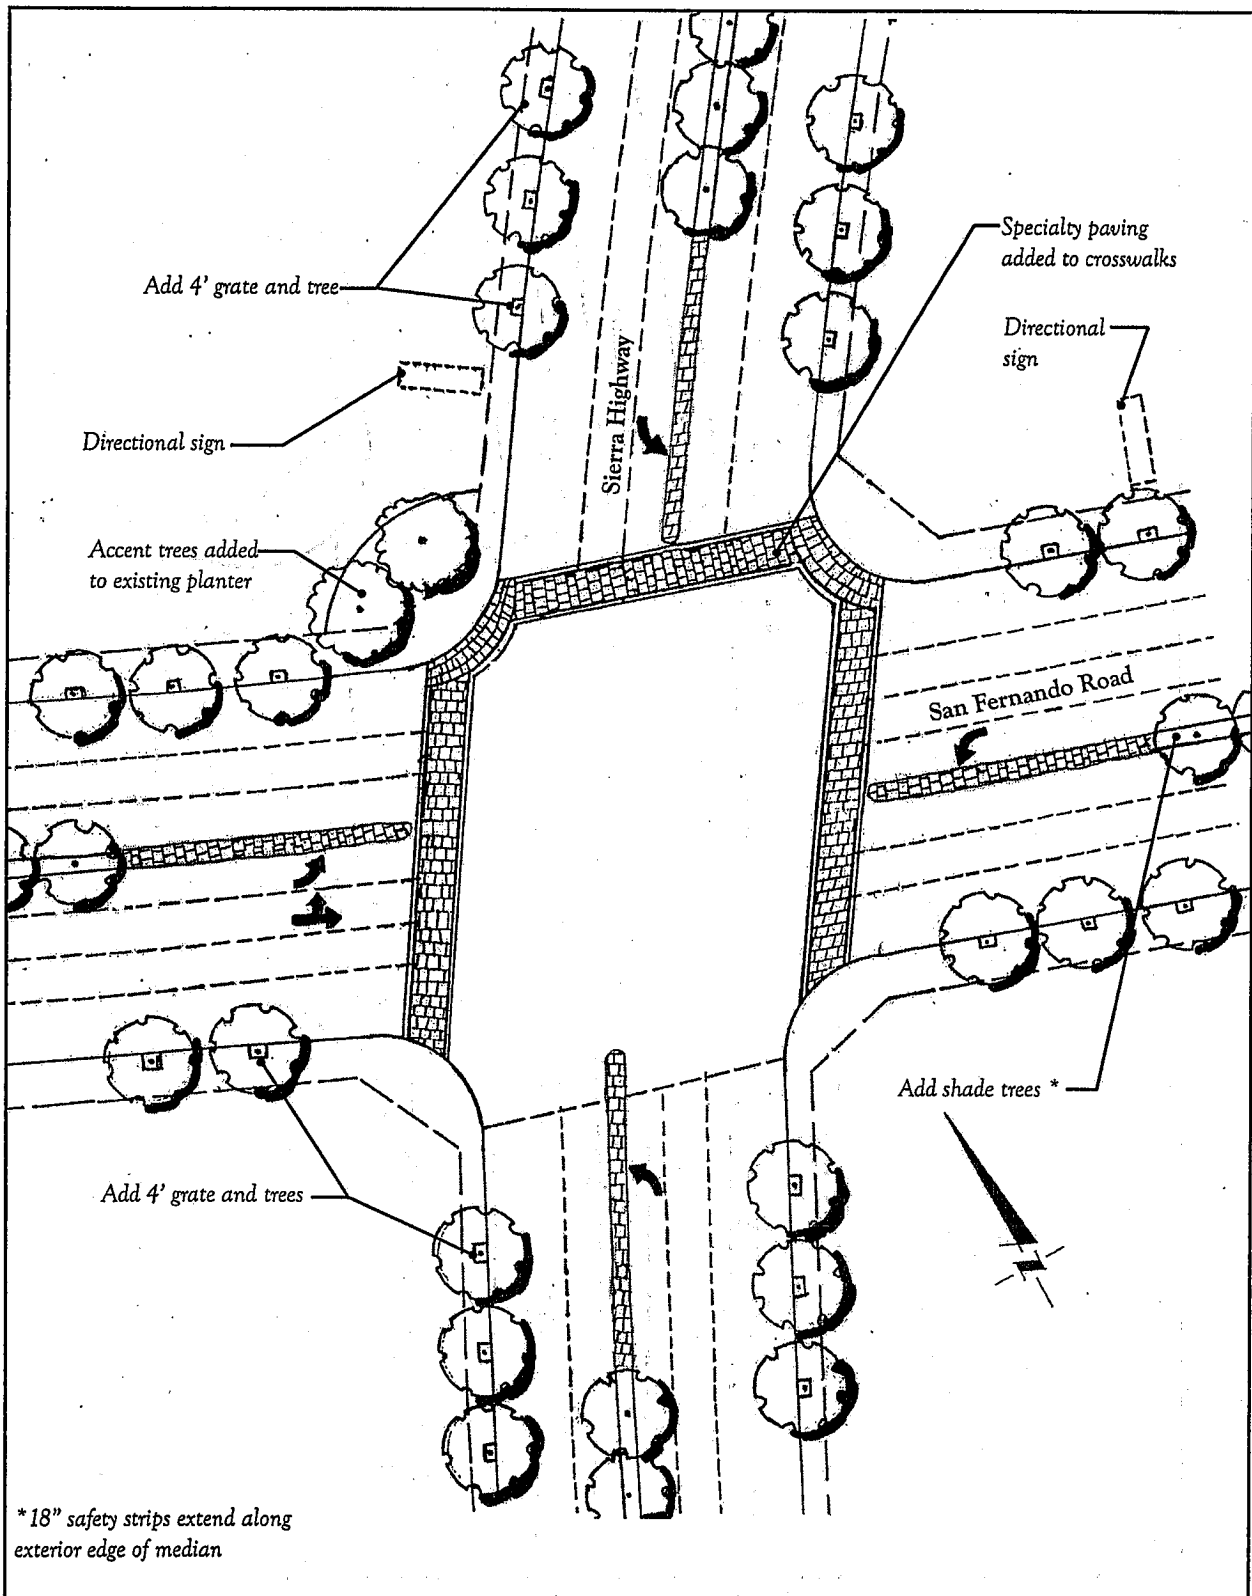 Specialty paving
added to crosswalks
Add 4' grate and tree
Directional
sign
Sierra Highway
Directional sign
Accent trees added
to existing planter
San Fernando Road
Add shade trees *
Add 4' grate and trees
*18" safety strips extend along
exterior edge of median